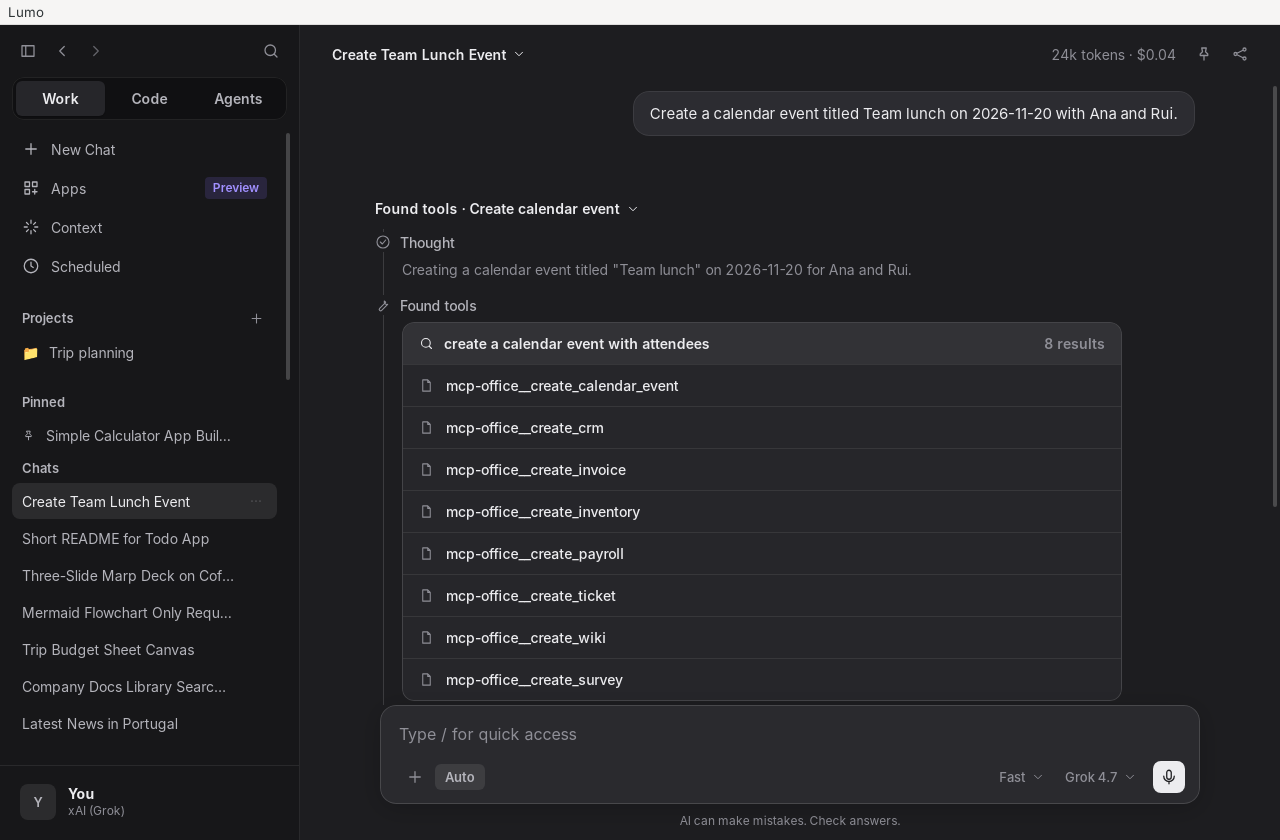 Lumo
Create Team Lunch Event
24k tokens · $0.04
Work
Code
Agents
Create a calendar event titled Team lunch on 2026-11-20 with Ana and Rui.
New Chat
Apps
Preview
Context
Scheduled
Projects
📁 Trip planning
Pinned
Simple Calculator App Buil...
Chats
Create Team Lunch Event
Short README for Todo App
Three-Slide Marp Deck on Cof...
Mermaid Flowchart Only Requ...
Trip Budget Sheet Canvas
Company Docs Library Searc...
Latest News in Portugal
Y
You
xAI (Grok)
Found tools · Create calendar event
Thought
Creating a calendar event titled "Team lunch" on 2026-11-20 for Ana and Rui.
Found tools
create a calendar event with attendees
8 results
mcp-office__create_calendar_event
mcp-office__create_crm
mcp-office__create_invoice
mcp-office__create_inventory
mcp-office__create_payroll
mcp-office__create_ticket
mcp-office__create_wiki
mcp-office__create_survey
Type / for quick access
Auto
Fast
Grok 4.7
AI can make mistakes. Check answers.